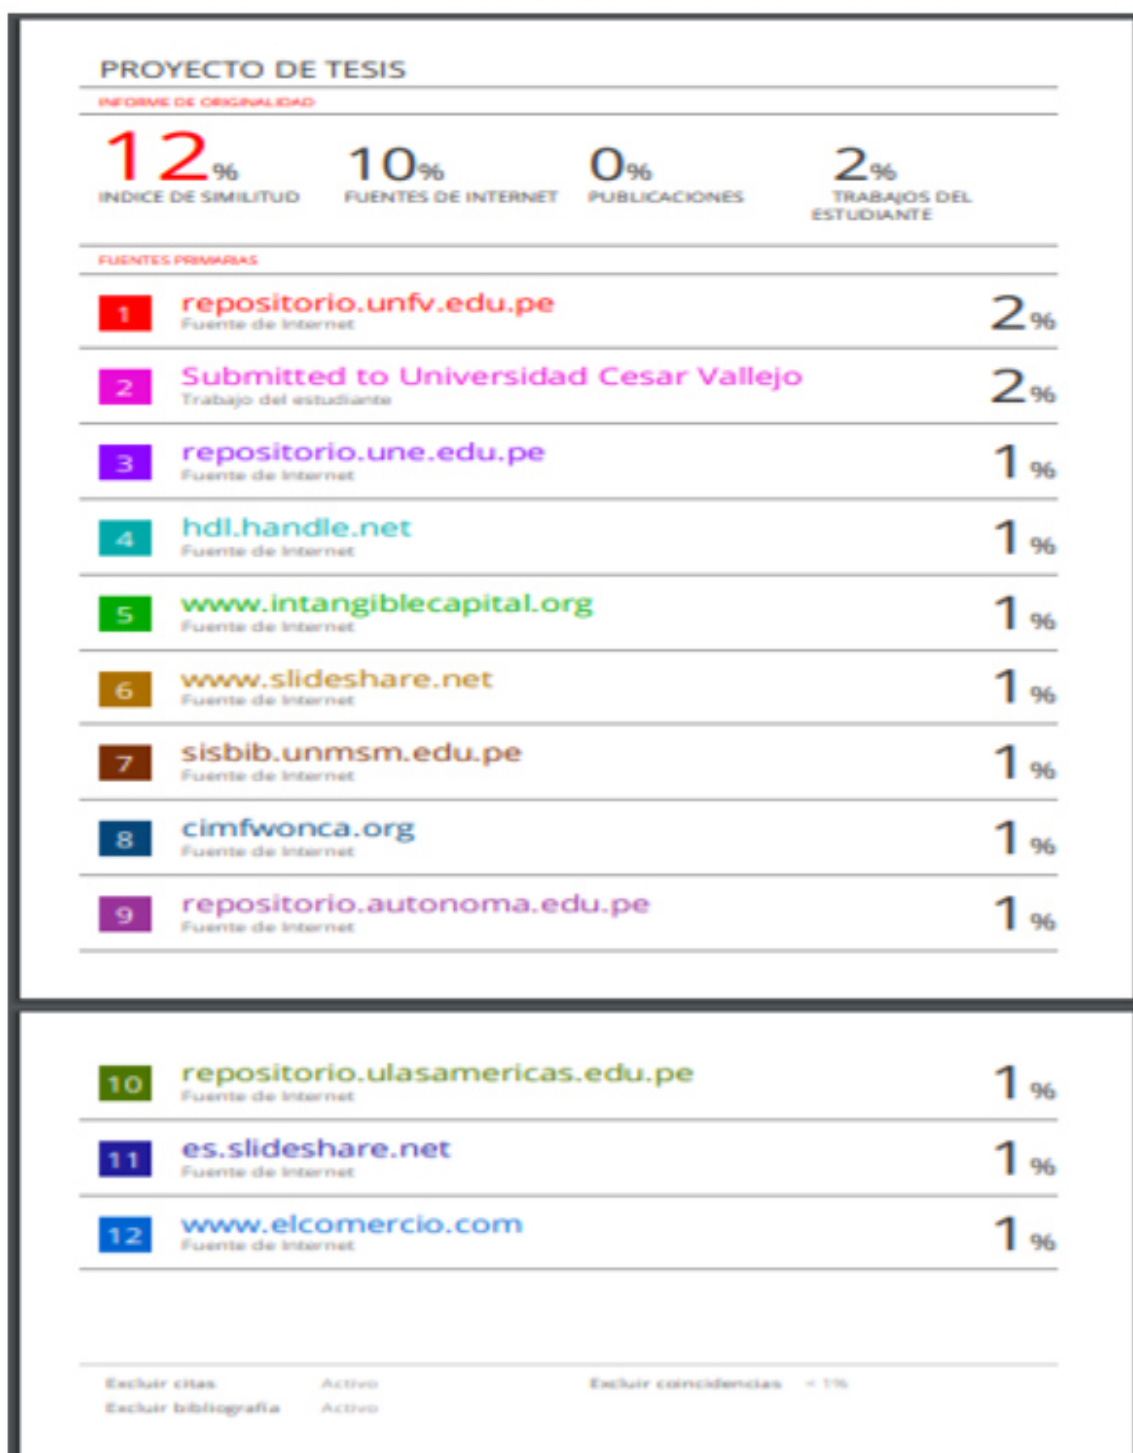 PROYECTO DE TESIS
INFORME DE ORIGINALIDAD
12% 10% 0% 2%
INDICE DE SIMILITUD FUENTES DE INTERNET PUBLICACIONES TRABAJOS DEL
ESTUDIANTE
FUENTES PRIMARIAS
1 repositorio.unfv.edu.pe 2%
Fuente de Internet
2 Submitted to Universidad Cesar Vallejo 2%
Trabajo del estudiante
3 repositorio.une.edu.pe 1%
Fuente de Internet
4 hdl.handle.net 1%
Fuente de Internet
5 www.intangiblecapital.org 1%
Fuente de Internet
6 www.slideshare.net 1%
Fuente de Internet
7 sisbib.unmsm.edu.pe 1%
Fuente de Internet
8 cimfwonca.org 1%
Fuente de Internet
9 repositorio.autonoma.edu.pe 1%
Fuente de Internet
10 repositorio.ulasamericas.edu.pe 1%
Fuente de Internet
11 es.slideshare.net 1%
Fuente de Internet
12 www.elcomercio.com 1%
Fuente de Internet
Excluir citas Activo Excluir coincidencias < 1%
Excluir bibliografía Activo